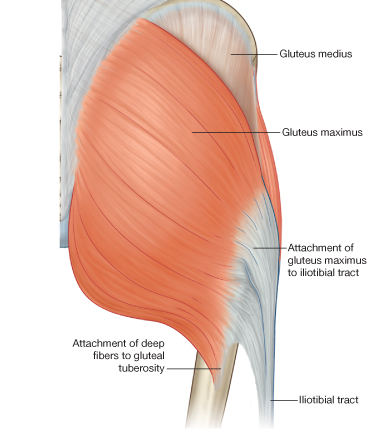 Gluteus medius
Gluteus maximus
Attachment of
gluteus maximus
to iliotibial tract
Attachment of deep
fibers to gluteal
tuberosity
Iliotibial tract